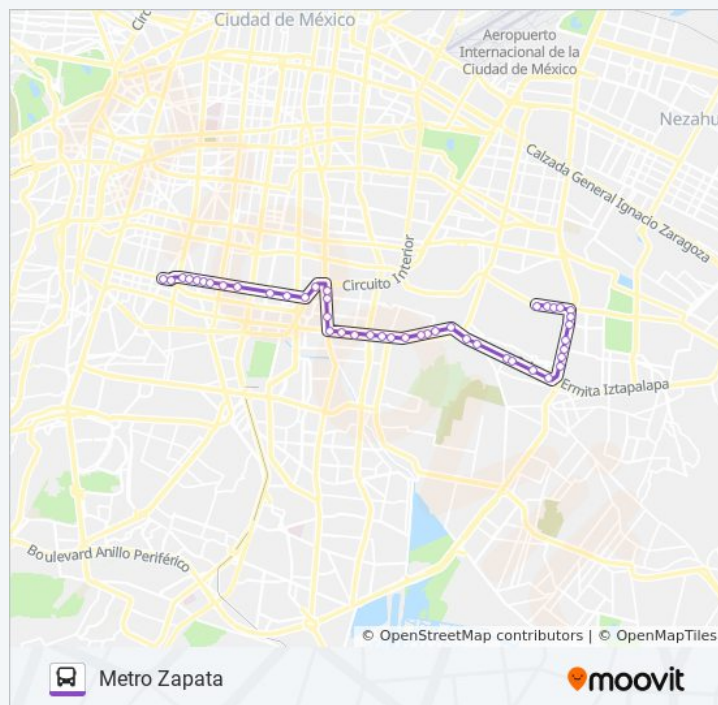 Circ
Ciudad de México
Aeropuerto
Internacional de la
Ciudad de México
Nezahu
Calzada General Ignacio Zaragoza
Circuito Interior
Ermita Iztapalapa
Boulevard Anillo Periférico
© OpenStreetMap contributors | © OpenMapTiles
Metro Zapata
moovit